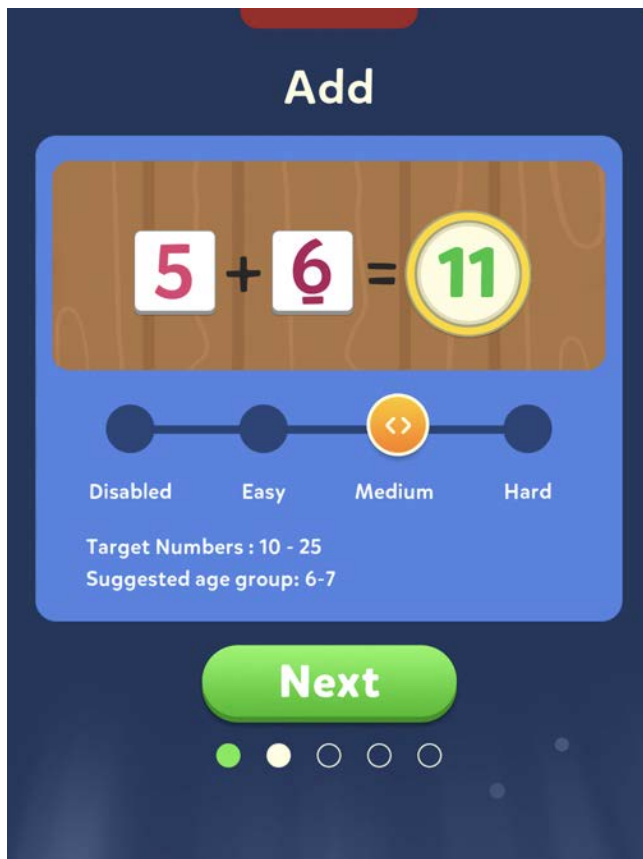 Add
5 + 6 = 11
Disabled Easy Medium Hard
Target Numbers : 10 - 25
Suggested age group: 6-7
Next